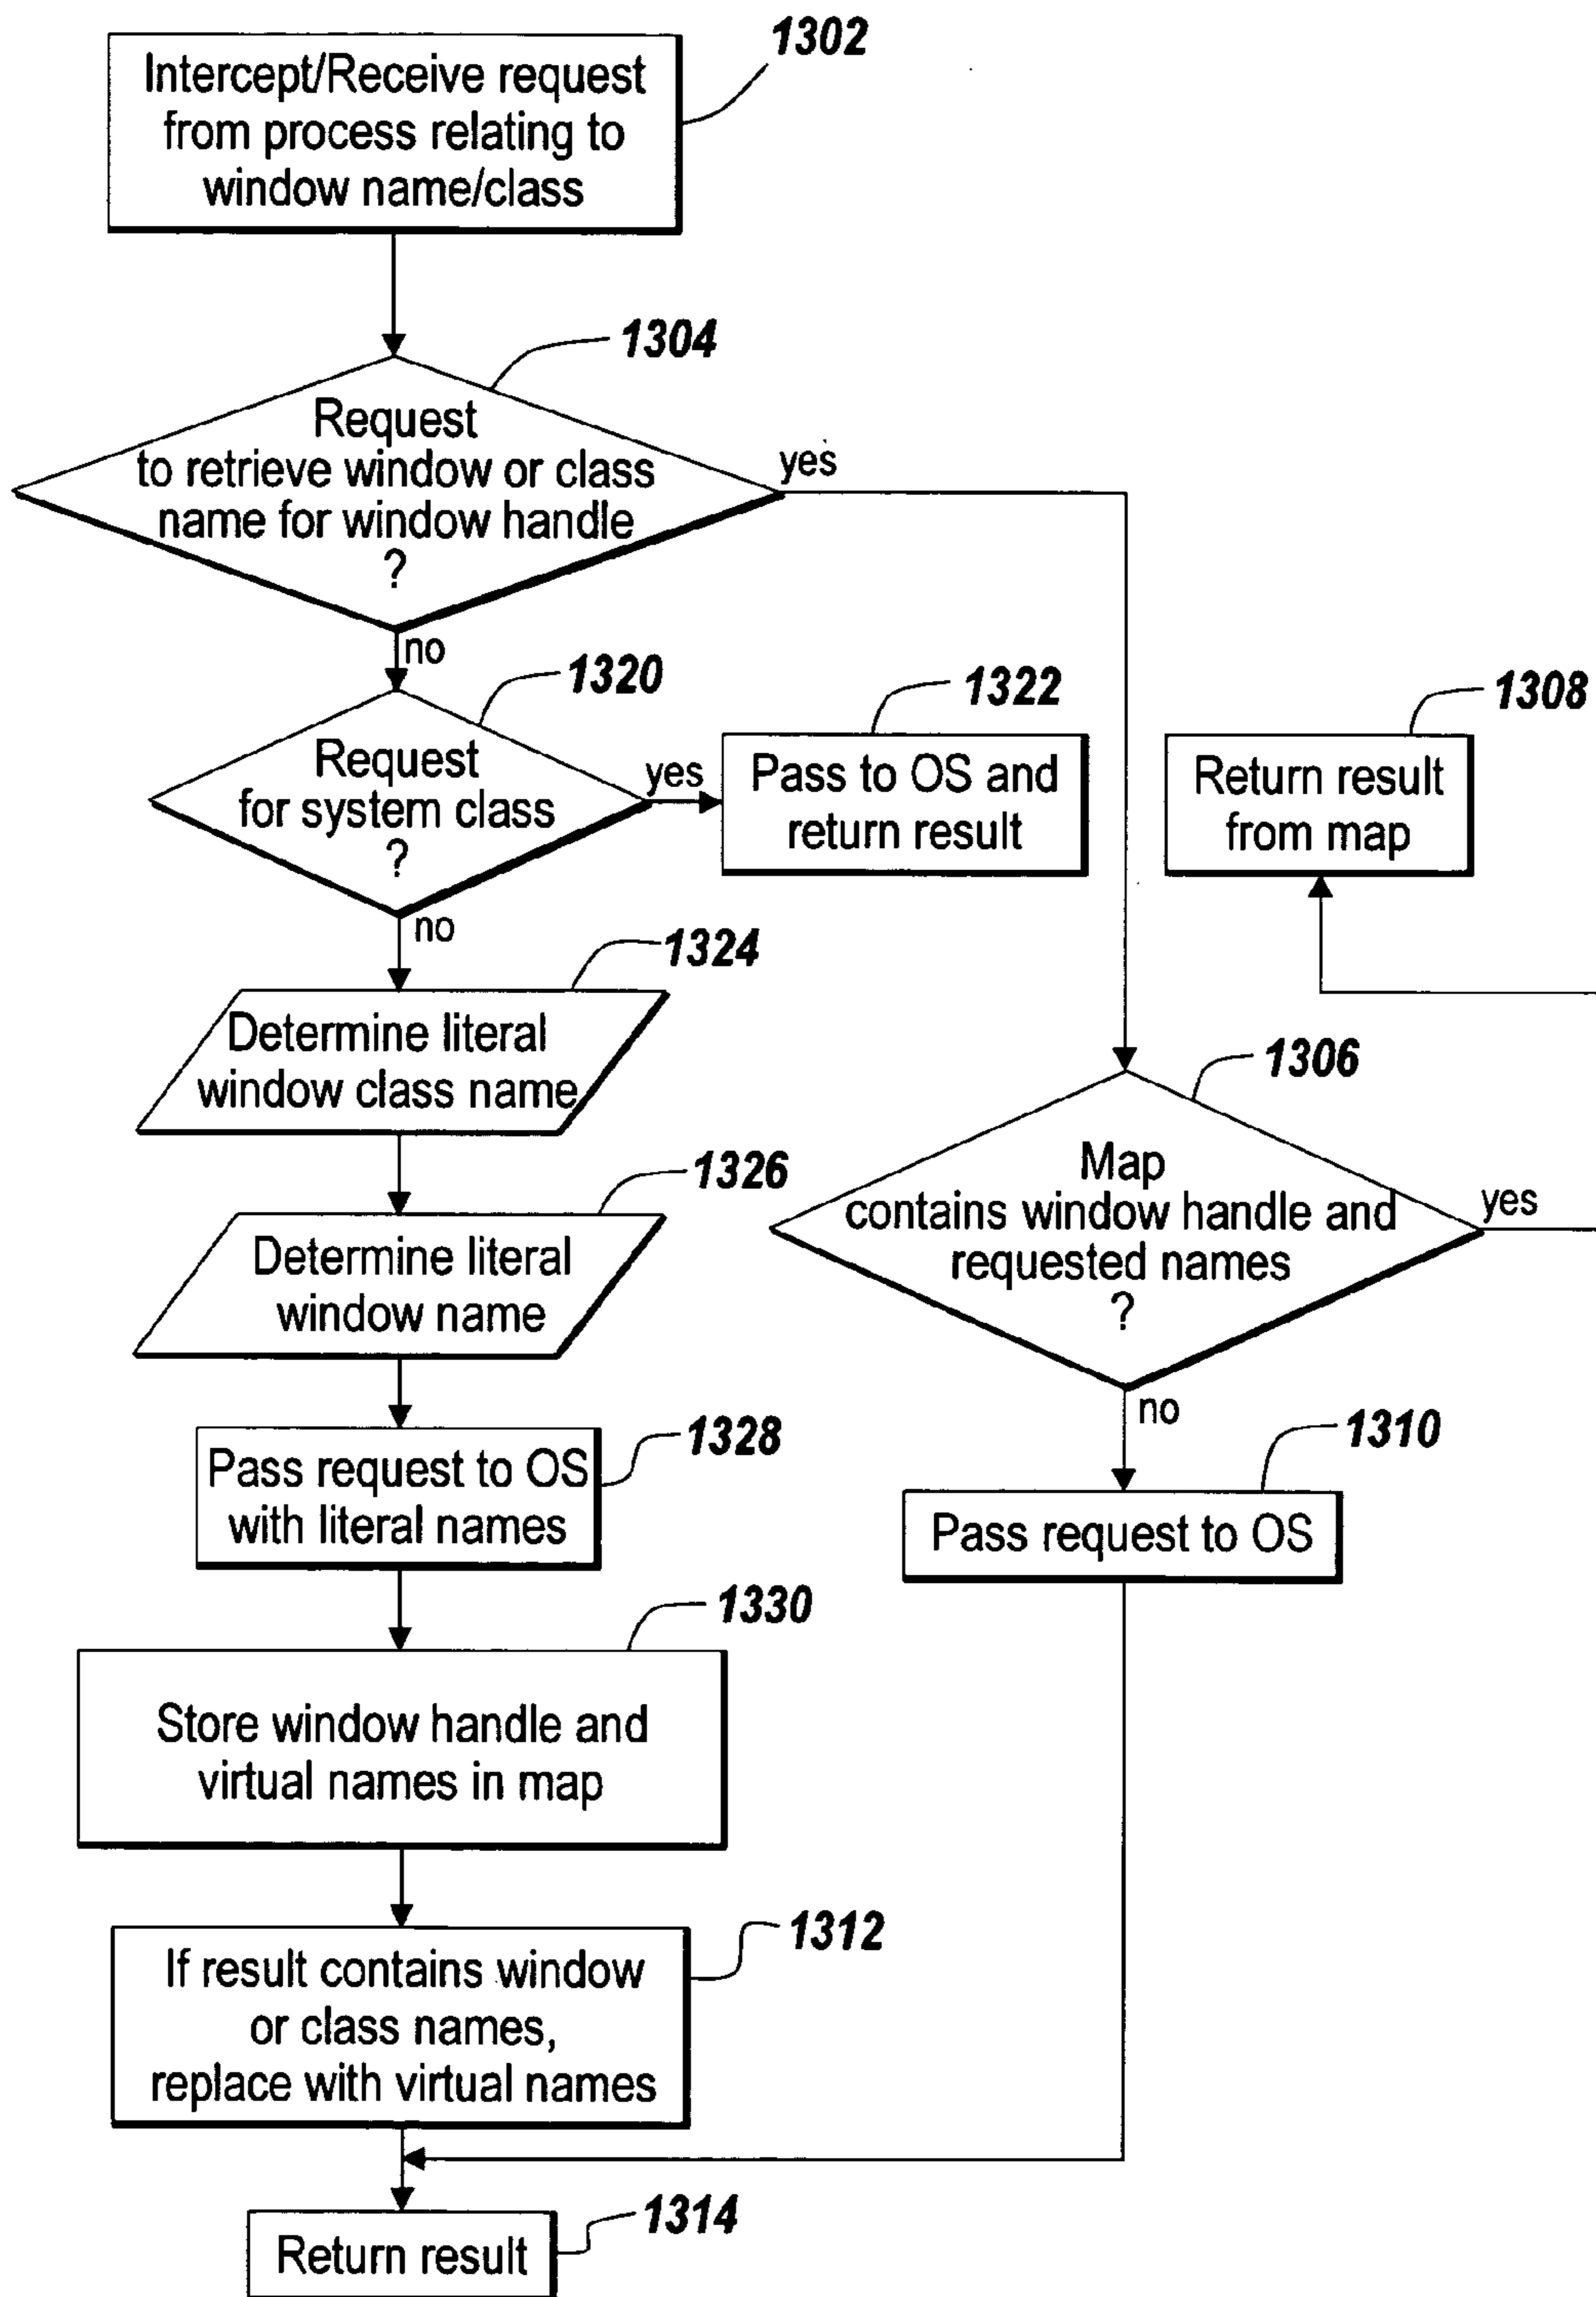 1302
Intercept/Receive request
from process relating to
window name/class
1304
Request
to retrieve window or class
name for window handle
?
yes
no
1320
Request
for system class
?
yes
no
1322
Pass to OS and
return result
1308
Return result
from map
1324
Determine literal
window class name
1306
Map
contains window handle and
requested names
?
yes
no
1326
Determine literal
window name
1328
Pass request to OS
with literal names
1310
Pass request to OS
1330
Store window handle and
virtual names in map
1312
If result contains window
or class names,
replace with virtual names
1314
Return result